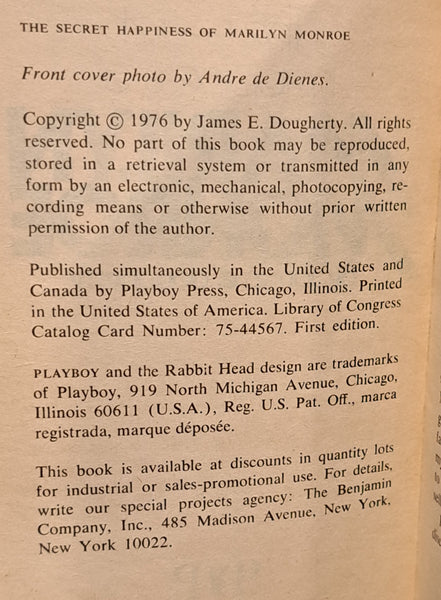 THE SECRET HAPPINESS OF MARILYN MONROE
Front cover photo by Andre de Dienes.
Copyright © 1976 by James E. Dougherty. All rights
reserved. No part of this book may be reproduced,
stored in a retrieval system or transmitted in any
form by an electronic, mechanical, photocopying, re-
cording means or otherwise without prior written
permission of the author.
Published simultaneously in the United States and
Canada by Playboy Press, Chicago, Illinois. Printed
in the United States of America. Library of Congress
Catalog Card Number: 75-44567. First edition.
PLAYBOY and the Rabbit Head design are trademarks
of Playboy, 919 North Michigan Avenue, Chicago,
Illinois 60611 (U.S.A.), Reg. U.S. Pat. Off., marca
registrada, marque déposée.
This book is available at discounts in quantity lots
for industrial or sales-promotional use. For details,
write our special projects agency: The Benjamin
Company, Inc., 485 Madison Avenue, New York,
New York 10022.